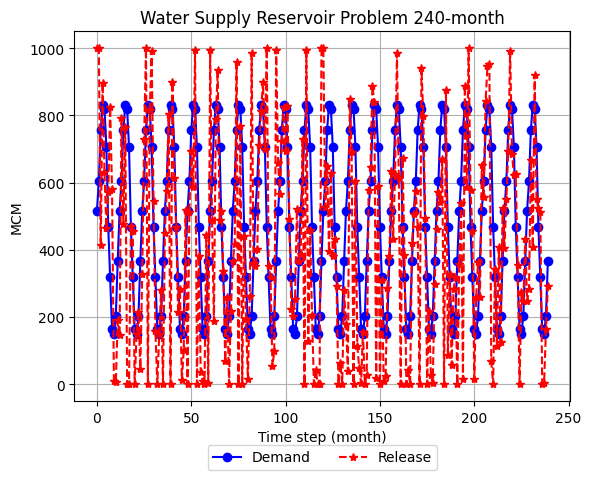 Water Supply Reservoir Problem 240-month
1000
800
600
400
200
0
MCM
0 50 100 150 200 250
Time step (month)
Demand Release